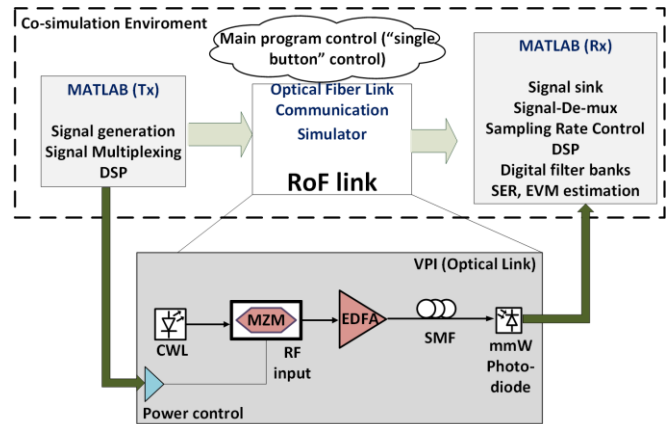 Co-simulation Enviroment
Main program control (“single
button” control)
MATLAB (Tx)
Signal generation
Signal Multiplexing
DSP
Optical Fiber Link
Communication
Simulator
RoF link
MATLAB (Rx)
Signal sink
Signal-De-mux
Sampling Rate Control
DSP
Digital filter banks
SER, EVM estimation
VPI (Optical Link)
CWL
MZM
RF
input
EDFA
SMF
mmW
Photo-
diode
Power control